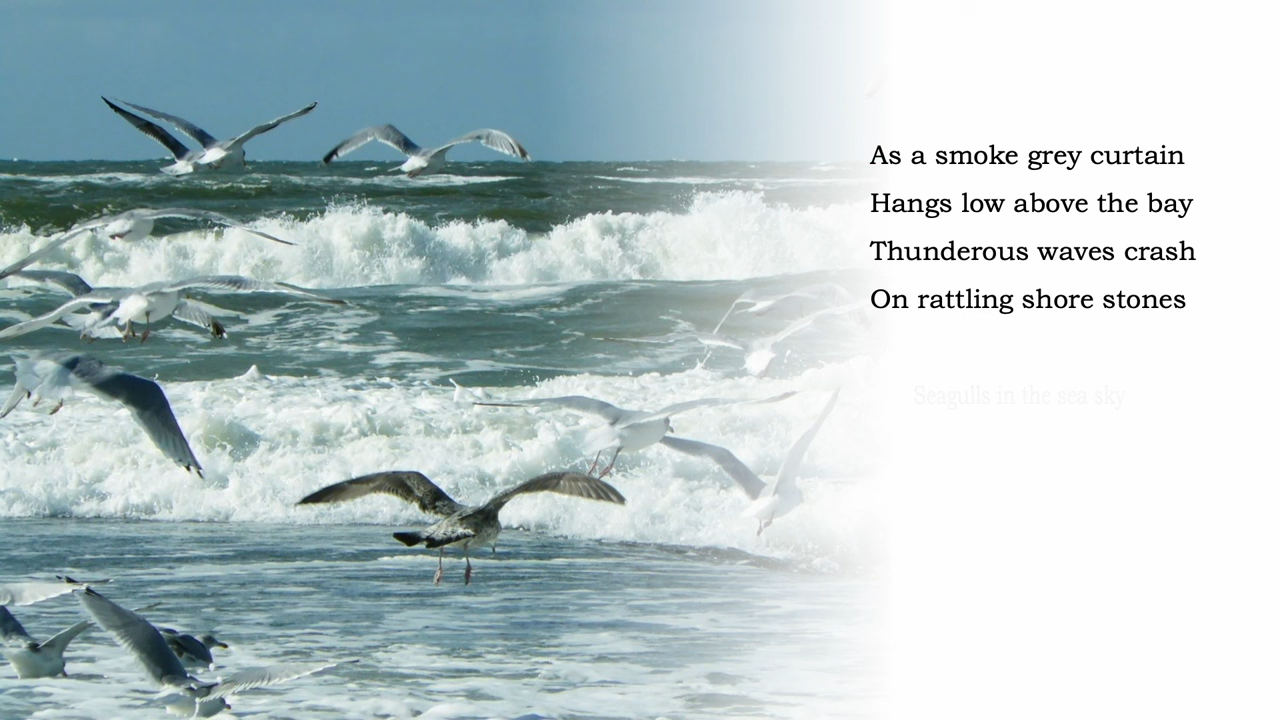 As a smoke grey curtain
Hangs low above the bay
Thunderous waves crash
On rattling shore stones
Seagulls in the sea sky